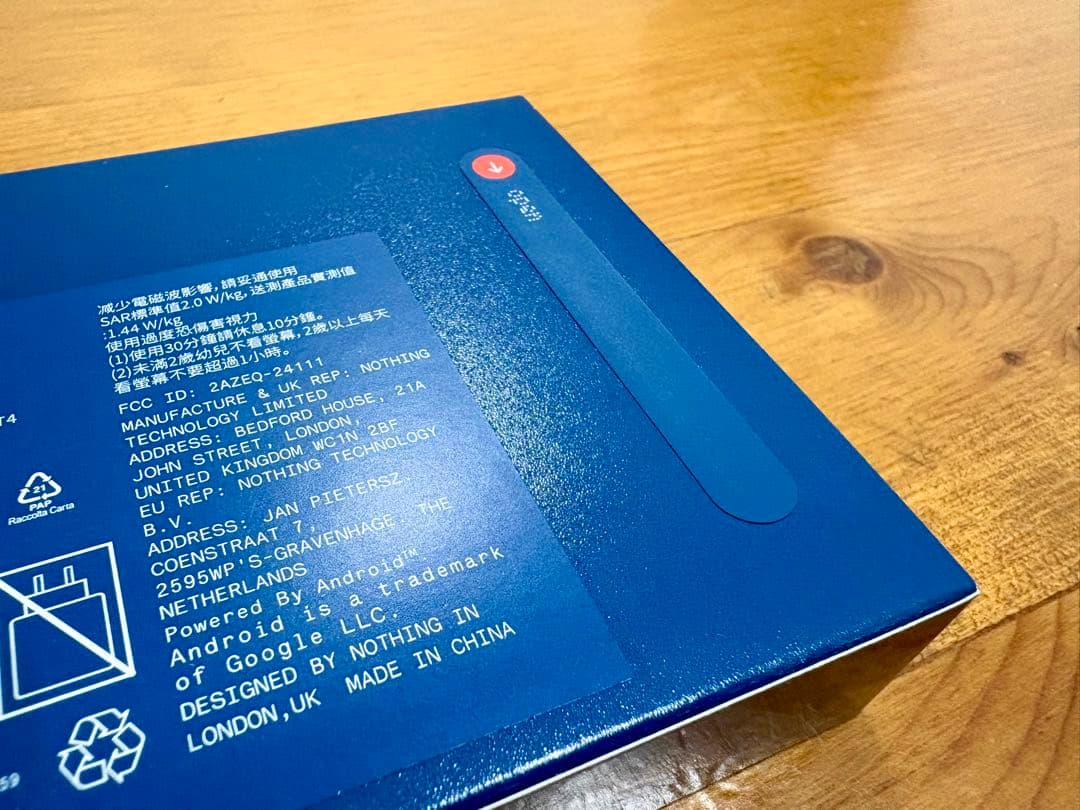 OPEN
減少電磁波影響,請妥適使用
SAR標準值2.0 W/kg, 送測產品實測值
:1.44 W/kg
使用過度恐傷害視力
(1)使用30分鐘請休息10分鐘。
(2)未滿2歲幼兒不看螢幕,2歲以上每天
看螢幕不要超過1小時。
FCC ID: 2AZEQ-24111
MANUFACTURE & UK REP: NOTHING
TECHNOLOGY LIMITED
ADDRESS: BEDFORD HOUSE, 21A
JOHN STREET, LONDON,
UNITED KINGDOM WC1N 2BF
EU REP: NOTHING TECHNOLOGY
B.V.
ADDRESS: JAN PIETERSZ.
COENSTRAAT 7,
2595WP'S-GRAVENHAGE. THE
NETHERLANDS
Powered By Android™
Android is a trademark
of Google LLC.
DESIGNED BY NOTHING IN
LONDON,UK MADE IN CHINA
T4
21
PAP
Raccolta Carta
59